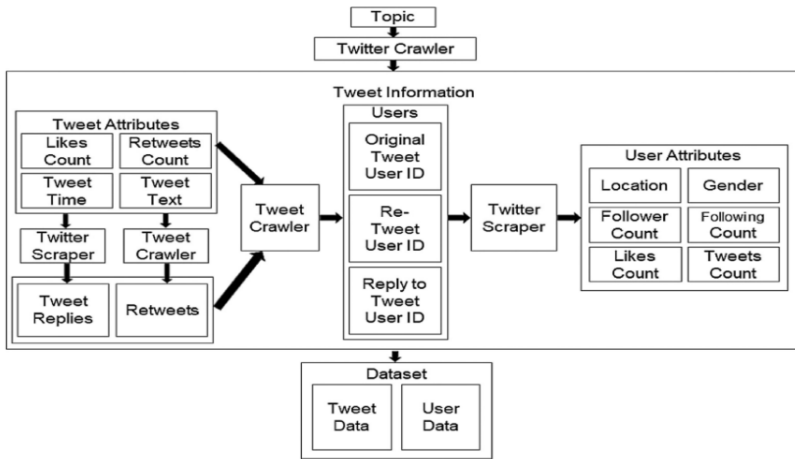 Topic
Twitter Crawler
Tweet Information
Tweet Attributes
Likes
Count
Retweets
Count
Tweet
Time
Tweet
Text
Twitter
Scraper
Tweet
Crawler
Tweet
Replies
Retweets
Tweet
Crawler
Users
Original
Tweet
User ID
Re-
Tweet
User ID
Reply to
Tweet
User ID
Twitter
Scraper
User Attributes
Location
Gender
Follower
Count
Following
Count
Likes
Count
Tweets
Count
Dataset
Tweet
Data
User
Data